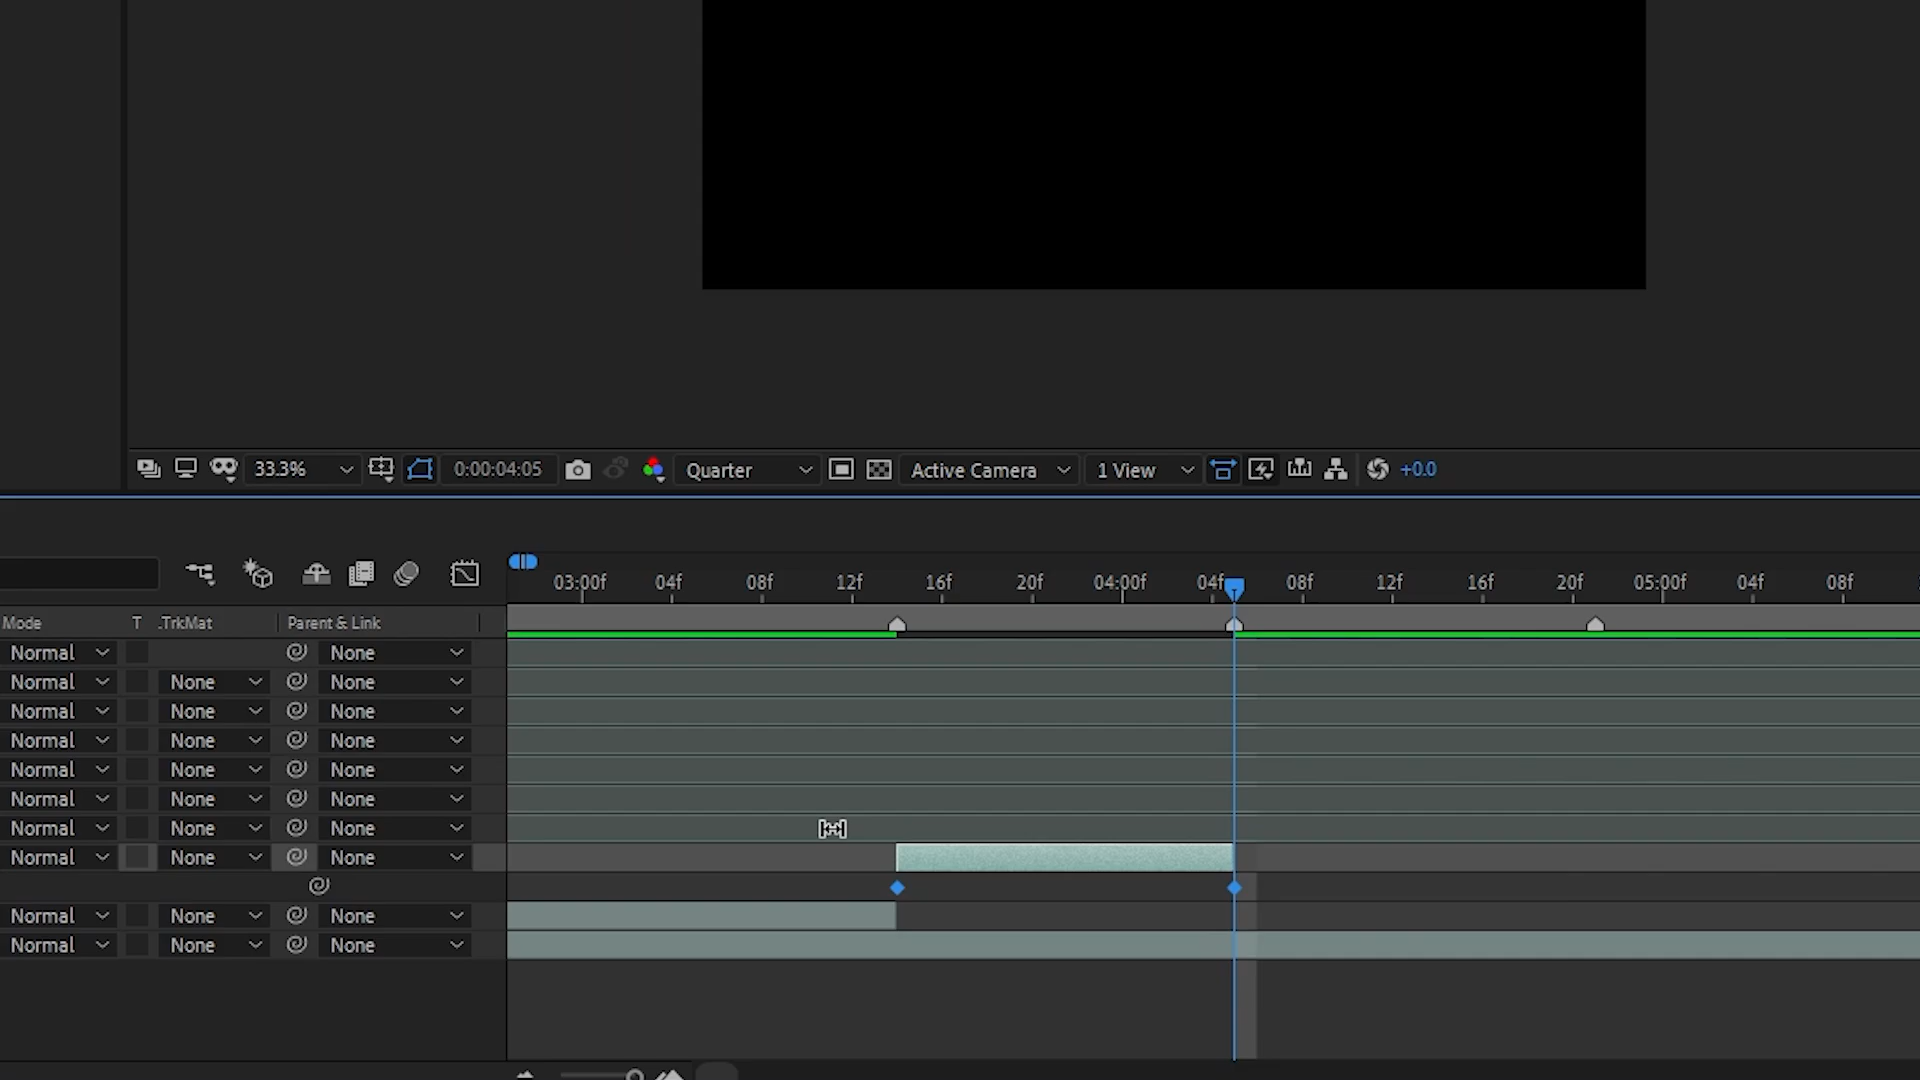 33.3% 0:00:04:05 Quarter Active Camera 1 View +0.0
03:00f 04f 08f 12f 16f 20f 04:00f 04f 08f 12f 16f 20f 05:00f 04f 08f
Mode T .TrkMat Parent & Link
Normal None
Normal None None
Normal None None
Normal None None
Normal None None
Normal None None
Normal None None
Normal None None
Normal None None
Normal None None